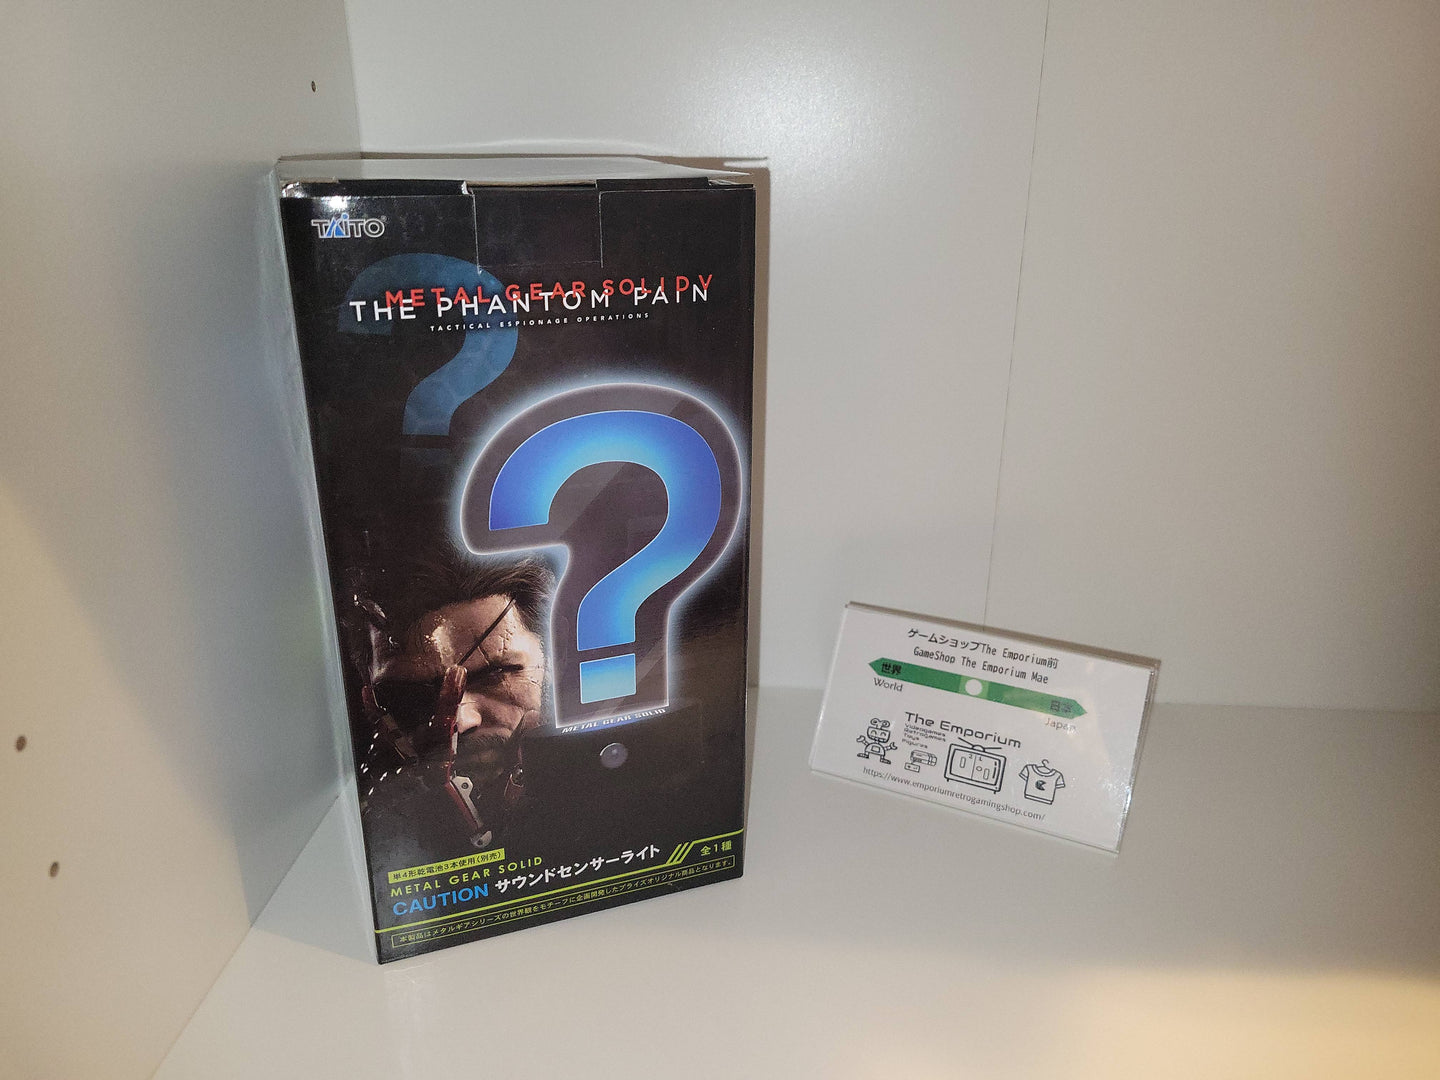 TAITO
METAL GEAR SOLID V
THE PHANTOM PAIN
TACTICAL ESPIONAGE OPERATIONS
METAL GEAR SOLID
単4形乾電池3本使用(別売)
METAL GEAR SOLID
CAUTION サウンドセンサーライト
全1種
本製品はメタルギアシリーズの世界観をモチーフに企画開発したプライズオリジナル商品となります。
ゲームショップThe Emporium前
GameShop The Emporium Mae
世界
World
日本
Japan
The Emporium
Videogames
Retrogames
Toys
Figures
https://www.emporiumretrogamingshop.com/